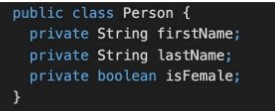 public class Person {
private String firstName;
private String lastName;
private boolean isFemale;
}